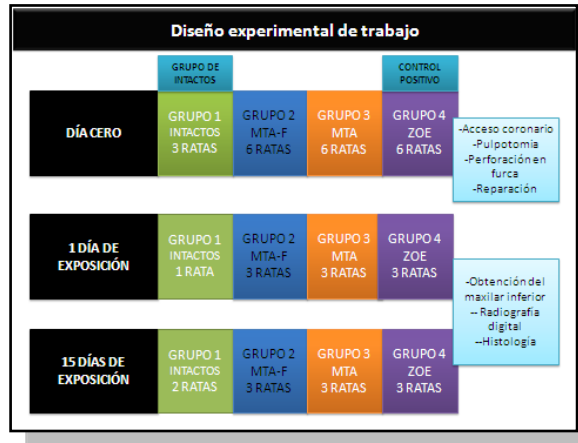 Diseño experimental de trabajo
GRUPO DE
INTACTOS
CONTROL
POSITIVO
DÍA CERO
GRUPO 1
INTACTOS
3 RATAS
GRUPO 2
MTA-F
6 RATAS
GRUPO 3
MTA
6 RATAS
GRUPO 4
ZOE
6 RATAS
-Acceso coronario
-Pulpotomía
-Perforación en
furca
-Reparación
1 DÍA DE
EXPOSICIÓN
GRUPO 1
INTACTOS
1 RATA
GRUPO 2
MTA-F
3 RATAS
GRUPO 3
MTA
3 RATAS
GRUPO 4
ZOE
3 RATAS
-Obtención del
maxilar inferior
-- Radiografía
digital
--Histología
15 DÍAS DE
EXPOSICIÓN
GRUPO 1
INTACTOS
2 RATAS
GRUPO 2
MTA-F
3 RATAS
GRUPO 3
MTA
3 RATAS
GRUPO 4
ZOE
3 RATAS